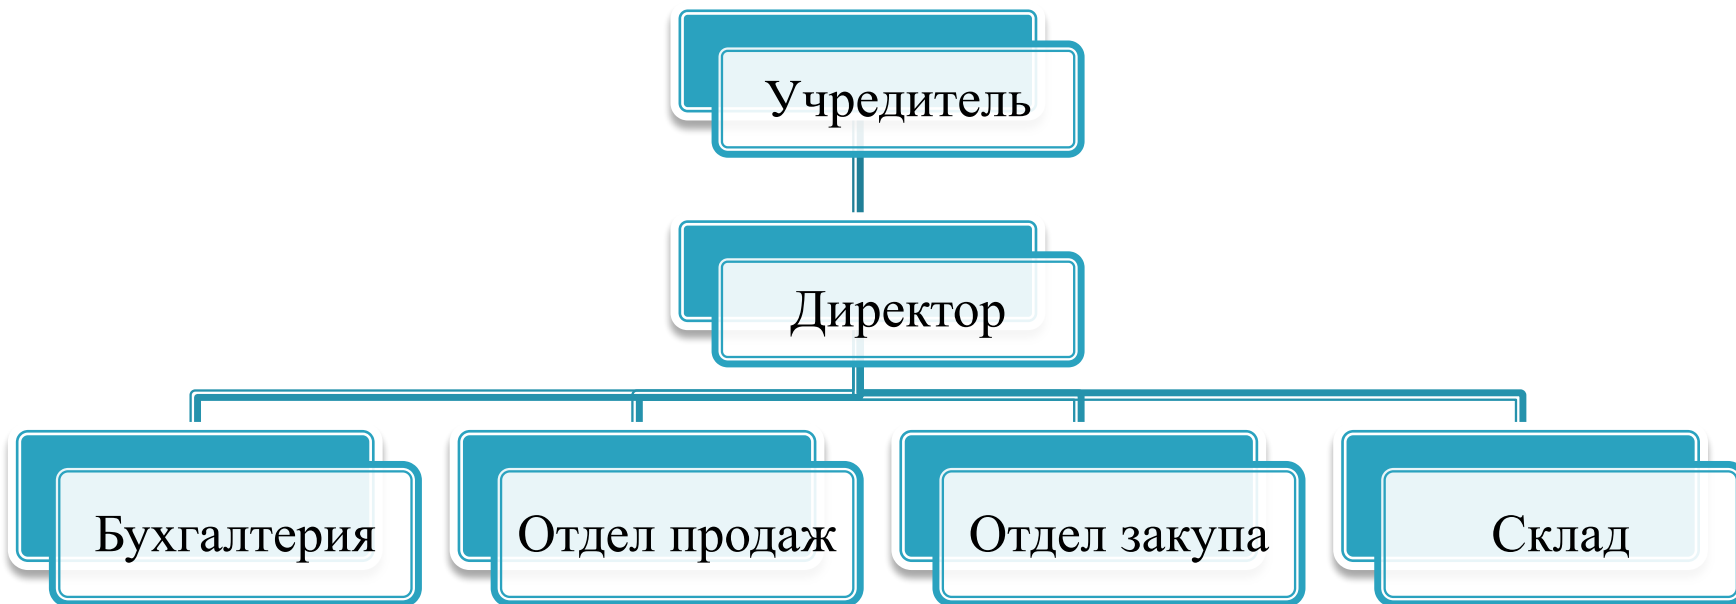 Учредитель
Директор
Бухгалтерия
Отдел продаж
Отдел закупа
Склад